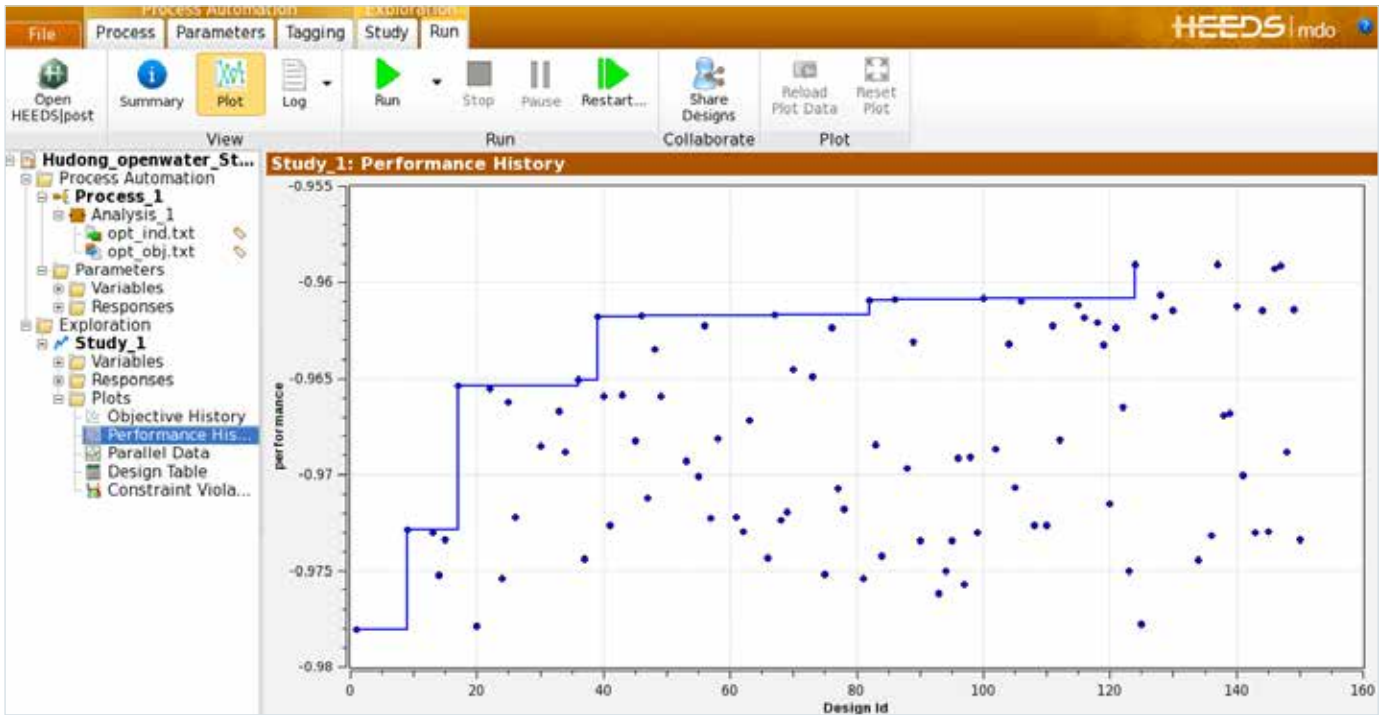 Process Automation Exploration
File Process Parameters Tagging Study Run
HEEDS|mdo
Open HEEDS|post
Summary
Plot
Log
Run
Stop
Pause
Restart...
Share Designs
Reload Plot Data
Reset Plot
View Run Collaborate Plot
Hudong_openwater_St...
Process Automation
Process_1
Analysis_1
opt_ind.txt
opt_obj.txt
Parameters
Variables
Responses
Exploration
Study_1
Variables
Responses
Plots
Objective History
Performance His...
Parallel Data
Design Table
Constraint Viola...
Study_1: Performance History
-0.955
-0.96
-0.965
-0.97
-0.975
-0.98
performance
0 20 40 60 80 100 120 140 160
Design Id